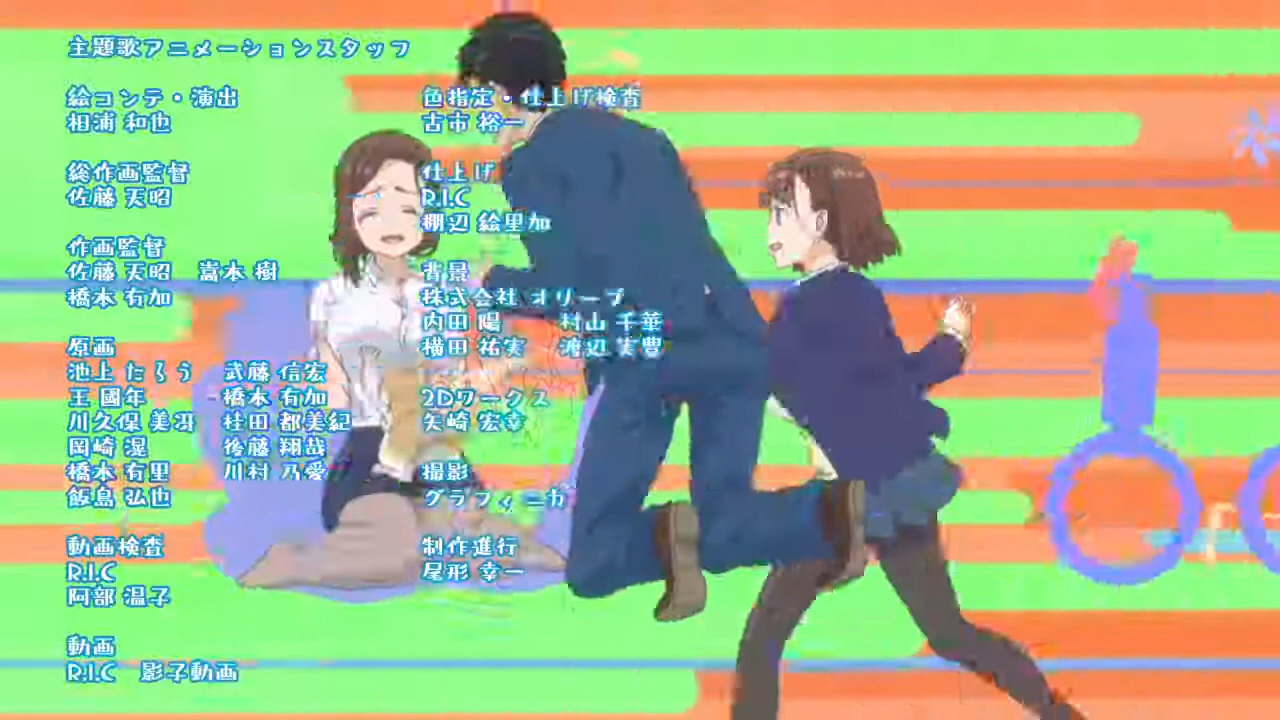 主題歌アニメーションスタッフ
絵コンテ・演出
相浦 和也
総作画監督
佐藤 天昭
作画監督
佐藤 天昭 嵩本 樹
橋本 有加
原画
池上 たろう 武藤 信宏
王 國年 橋本 有加
川久保 美冴 桂田 都美紀
岡崎 滉 後藤 翔哉
橋本 有里 川村 乃愛
飯島 弘也
動画検査
R.I.C
阿部 温子
動画
R.I.C 影子動画
色指定・仕上げ検査
古市 裕一
仕上げ
R.I.C
棚辺 絵里加
背景
株式会社 オリーブ
内田 陽 村山 千華
横田 祐実 渡辺 実豊
2Dワークス
矢崎 宏幸
撮影
グラフィニカ
制作進行
尾形 幸一